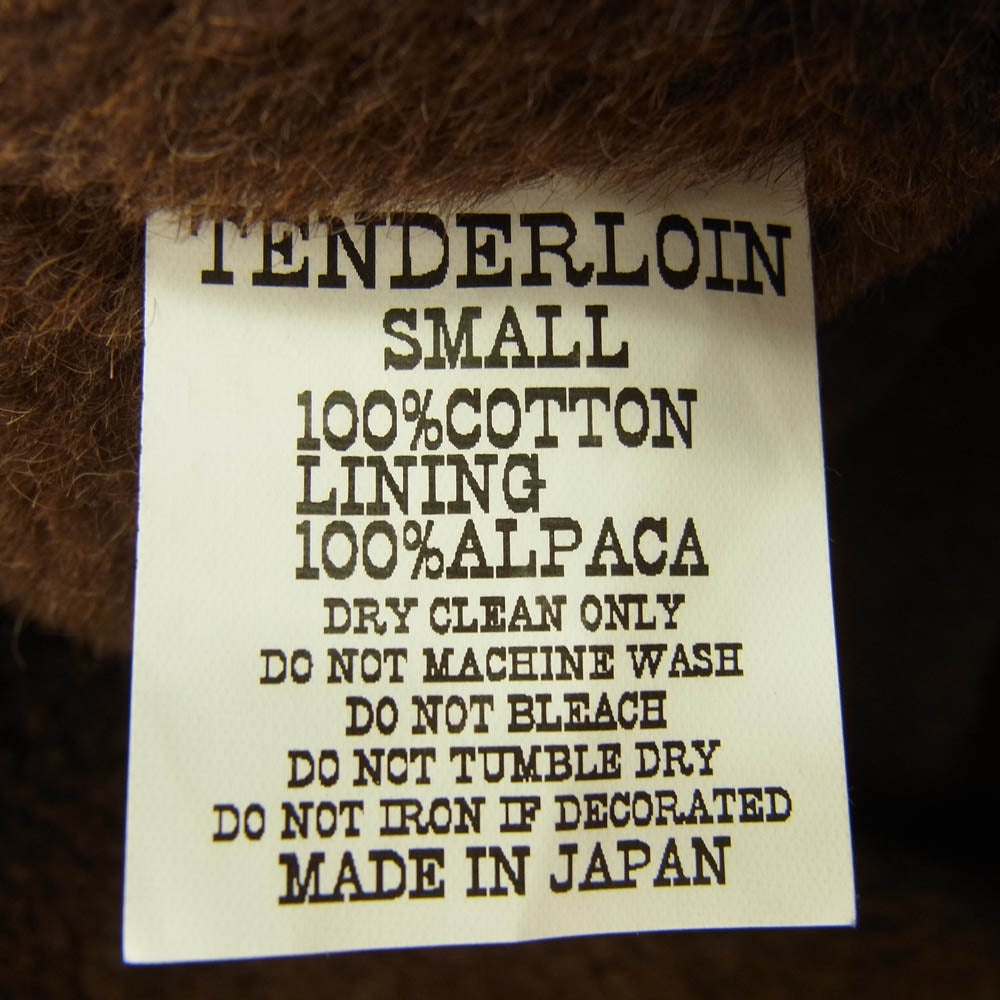 TENDERLOIN
SMALL
100%COTTON
LINING
100%ALPACA
DRY CLEAN ONLY
DO NOT MACHINE WASH
DO NOT BLEACH
DO NOT TUMBLE DRY
DO NOT IRON IF DECORATED
MADE IN JAPAN